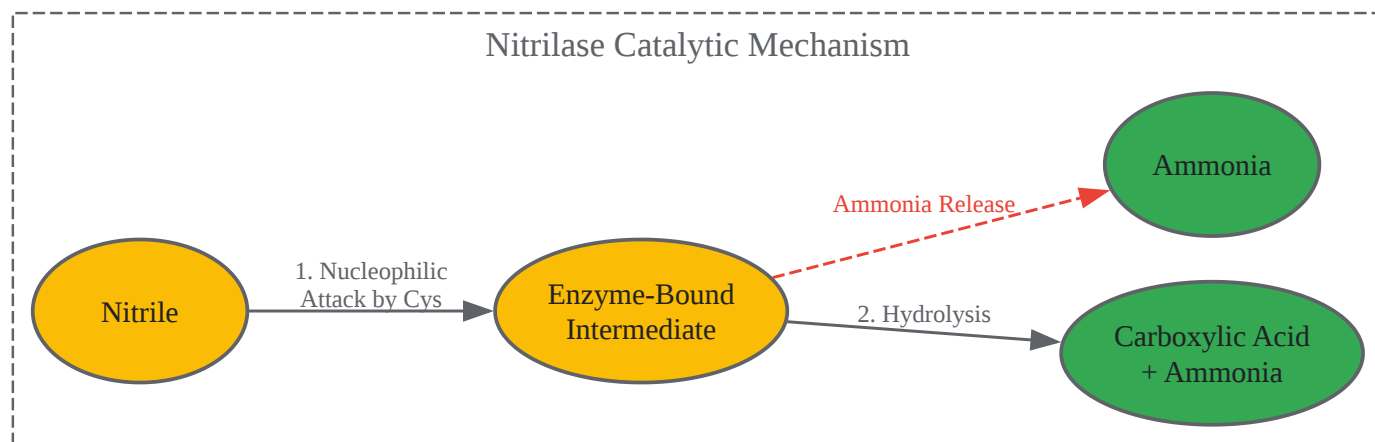 Nitrilase Catalytic Mechanism
Ammonia
Ammonia Release
1. Nucleophilic
Attack by Cys
Nitrile
Enzyme-Bound
Intermediate
2. Hydrolysis
Carboxylic Acid
+ Ammonia